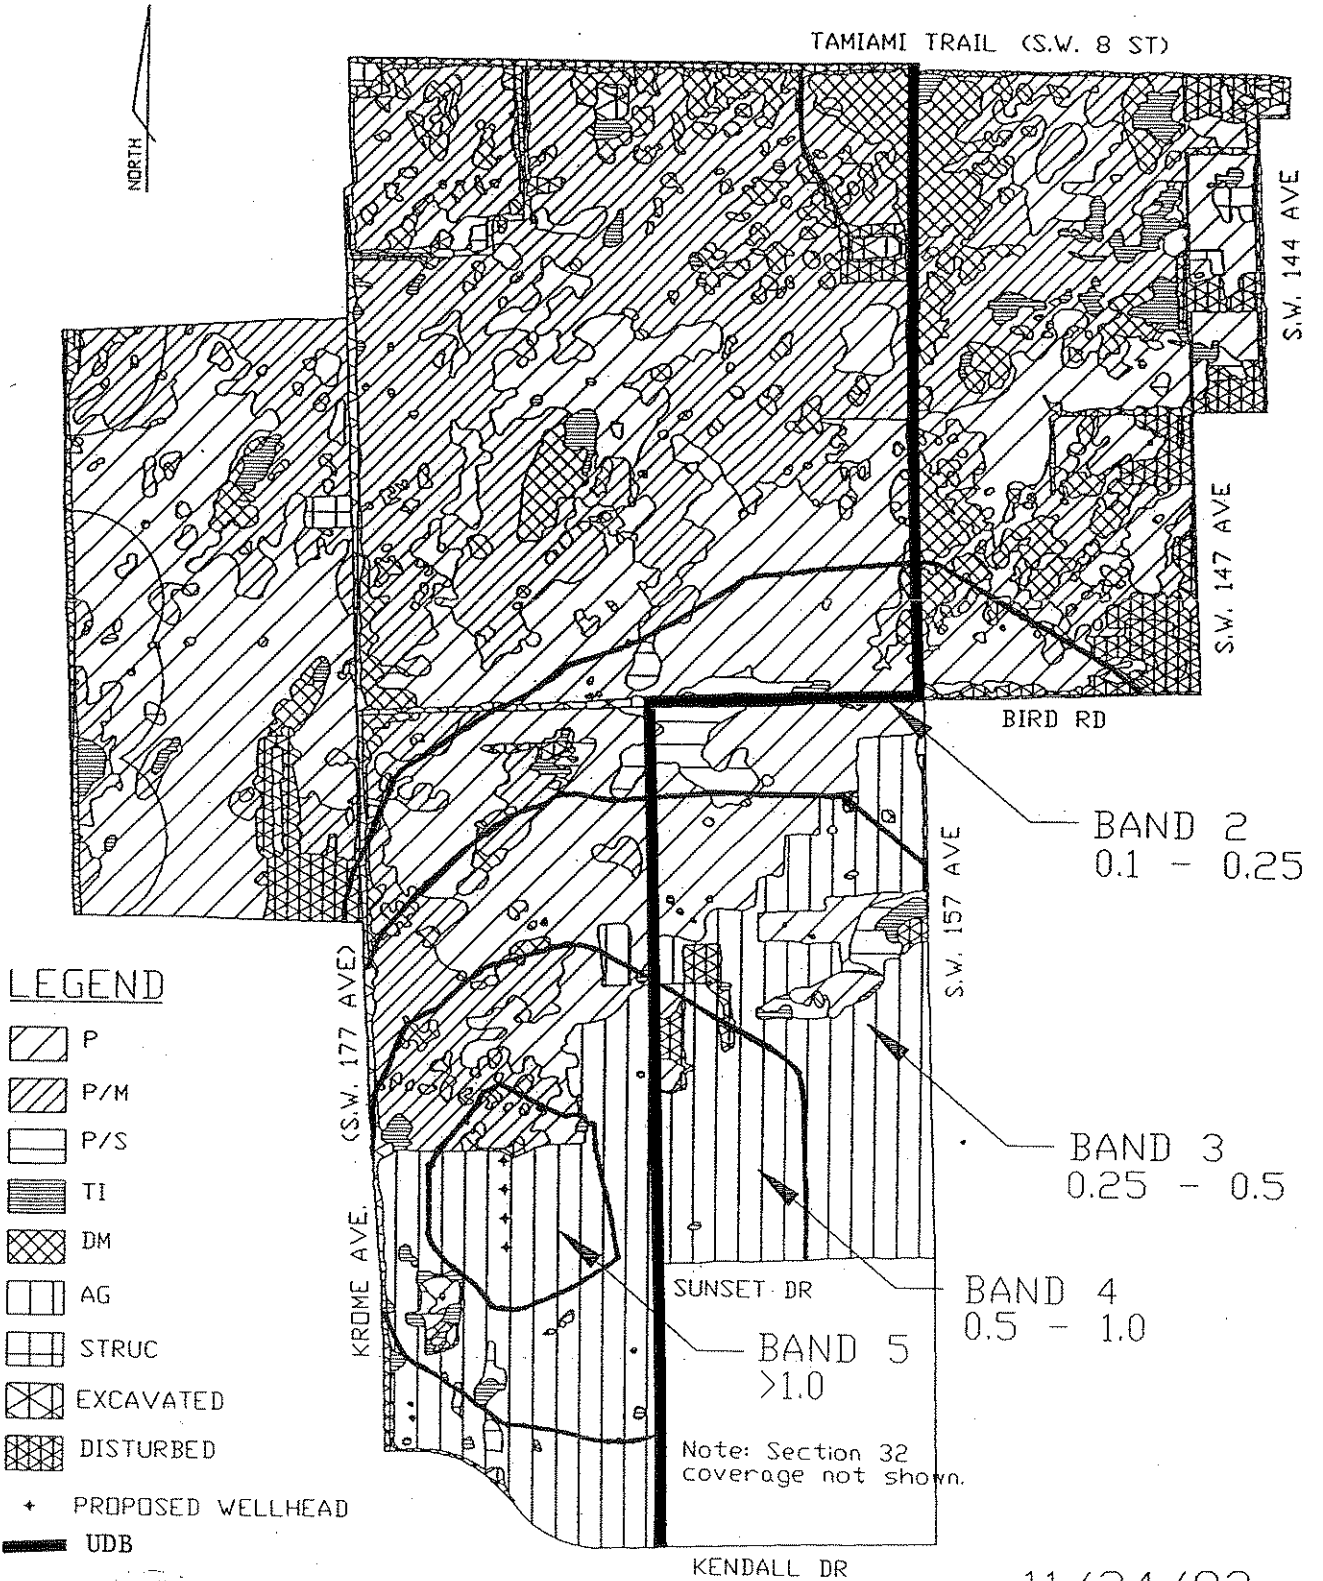 TAMIAMI TRAIL (S.W. 8 ST)
NORTH
S.W. 144 AVE
S.W. 147 AVE
BIRD RD
BAND 2
0.1 - 0.25
S.W. 157 AVE
LEGEND
P
P/M
P/S
TI
DM
AG
STRUC
EXCAVATED
DISTURBED
PROPOSED WELLHEAD
UDB
(S.W. 177 AVE)
KROME AVE.
BAND 3
0.25 - 0.5
SUNSET DR
BAND 4
0.5 - 1.0
BAND 5
>1.0
Note: Section 32
coverage not shown.
KENDALL DR